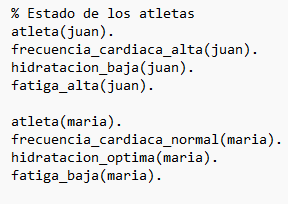 % Estado de los atletas
atleta(juan).
frecuencia_cardiaca_alta(juan).
hidratacion_baja(juan).
fatiga_alta(juan).
atleta(maria).
frecuencia_cardiaca_normal(maria).
hidratacion_optima(maria).
fatiga_baja(maria).